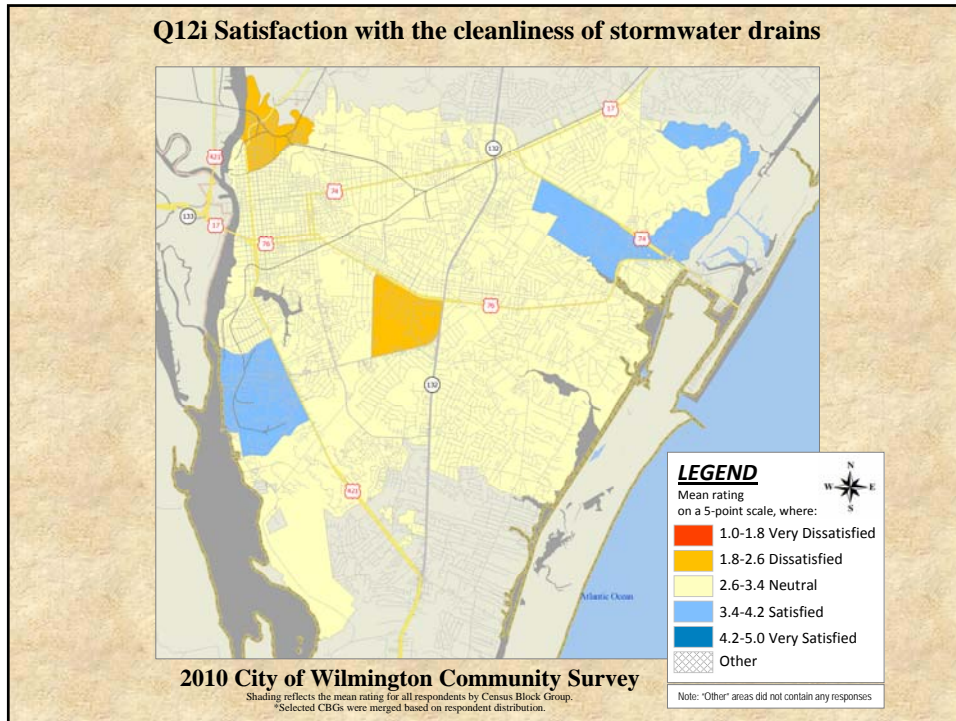 Q12i Satisfaction with the cleanliness of stormwater drains
17
132
421
74
133
17
76
74
76
132
421
Atlantic Ocean
LEGEND
N
W E
S
Mean rating
on a 5-point scale, where:
1.0-1.8 Very Dissatisfied
1.8-2.6 Dissatisfied
2.6-3.4 Neutral
3.4-4.2 Satisfied
4.2-5.0 Very Satisfied
Other
Note: "Other" areas did not contain any responses
2010 City of Wilmington Community Survey
Shading reflects the mean rating for all respondents by Census Block Group.
*Selected CBGs were merged based on respondent distribution.